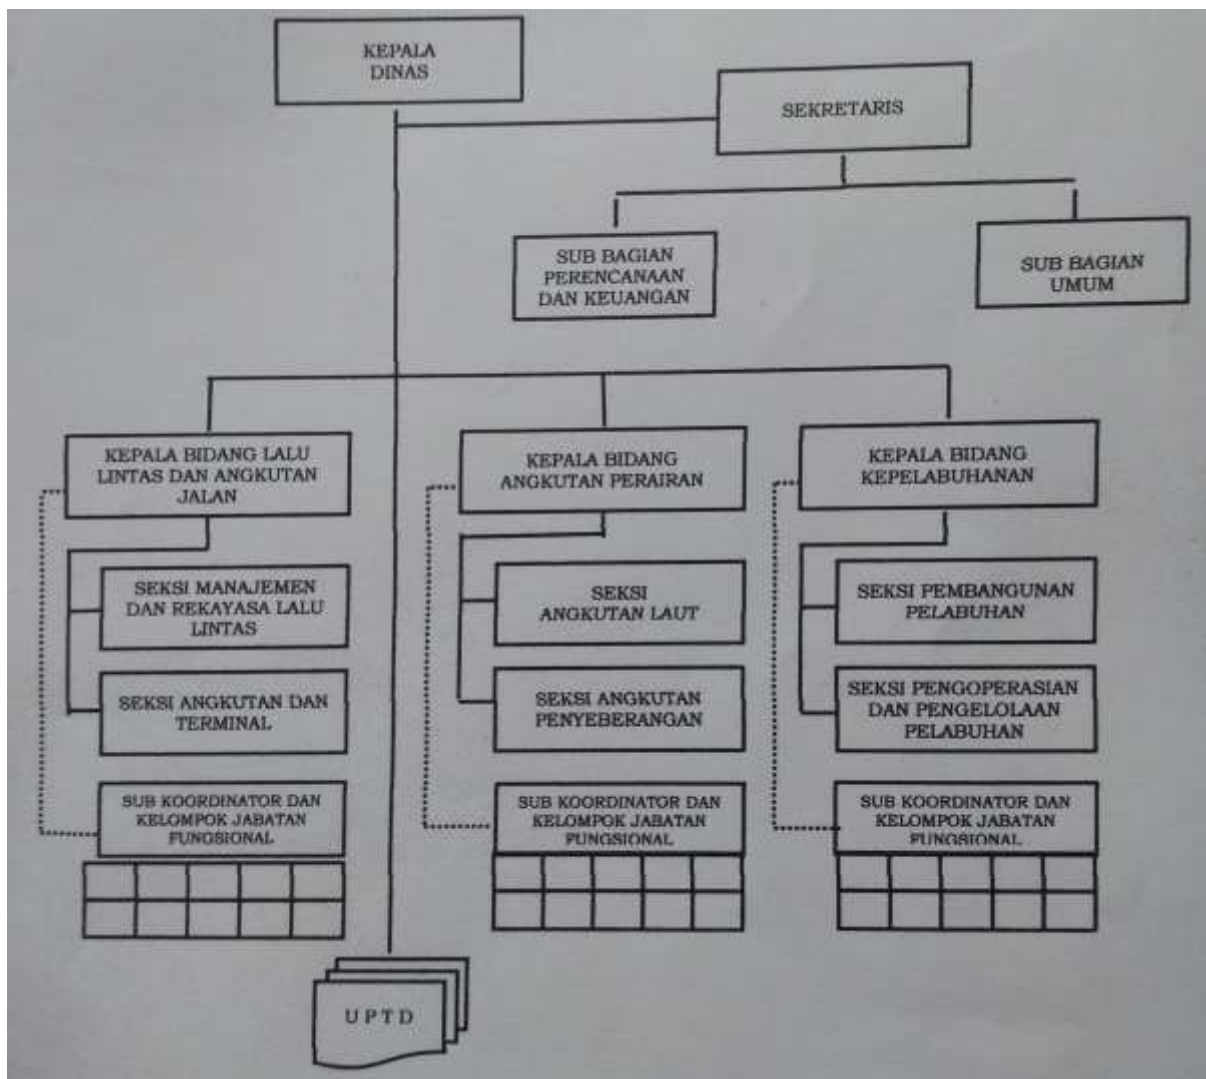 KEPALA
DINAS
SEKRETARIS
SUB BAGIAN
PERENCANAAN
DAN KEUANGAN
SUB BAGIAN
UMUM
KEPALA BIDANG LALU
LINTAS DAN ANGKUTAN
JALAN
KEPALA BIDANG
ANGKUTAN PERAIRAN
KEPALA BIDANG
KEPELABUHANAN
SEKSI MANAJEMEN
DAN REKAYASA LALU
LINTAS
SEKSI
ANGKUTAN LAUT
SEKSI PEMBANGUNAN
PELABUHAN
SEKSI ANGKUTAN DAN
TERMINAL
SEKSI ANGKUTAN
PENYEBERANGAN
SEKSI PENGOPERASIAN
DAN PENGELOLAAN
PELABUHAN
SUB KOORDINATOR DAN
KELOMPOK JABATAN
FUNGSIONAL
SUB KOORDINATOR DAN
KELOMPOK JABATAN
FUNGSIONAL
SUB KOORDINATOR DAN
KELOMPOK JABATAN
FUNGSIONAL
U P T D